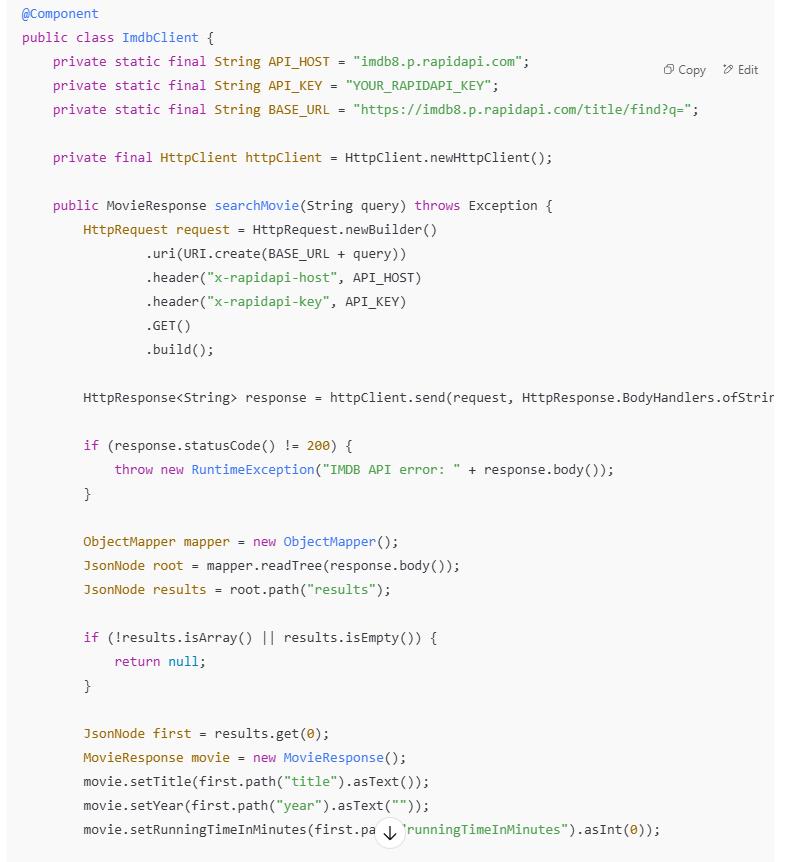 @Component
public class ImdbClient {
    private static final String API_HOST = "imdb8.p.rapidapi.com";
Copy Edit
    private static final String API_KEY = "YOUR_RAPIDAPI_KEY";
    private static final String BASE_URL = "https://imdb8.p.rapidapi.com/title/find?q=";
    private final HttpClient httpClient = HttpClient.newHttpClient();
    public MovieResponse searchMovie(String query) throws Exception {
        HttpRequest request = HttpRequest.newBuilder()
                .uri(URI.create(BASE_URL + query))
                .header("x-rapidapi-host", API_HOST)
                .header("x-rapidapi-key", API_KEY)
                .GET()
                .build();
        HttpResponse<String> response = httpClient.send(request, HttpResponse.BodyHandlers.ofStrin
        if (response.statusCode() != 200) {
            throw new RuntimeException("IMDB API error: " + response.body());
        }
        ObjectMapper mapper = new ObjectMapper();
        JsonNode root = mapper.readTree(response.body());
        JsonNode results = root.path("results");
        if (!results.isArray() || results.isEmpty()) {
            return null;
        }
        JsonNode first = results.get(0);
        MovieResponse movie = new MovieResponse();
        movie.setTitle(first.path("title").asText());
        movie.setYear(first.path("year").asText(""));
        movie.setRunningTimeInMinutes(first.pa "runningTimeInMinutes").asInt(0));